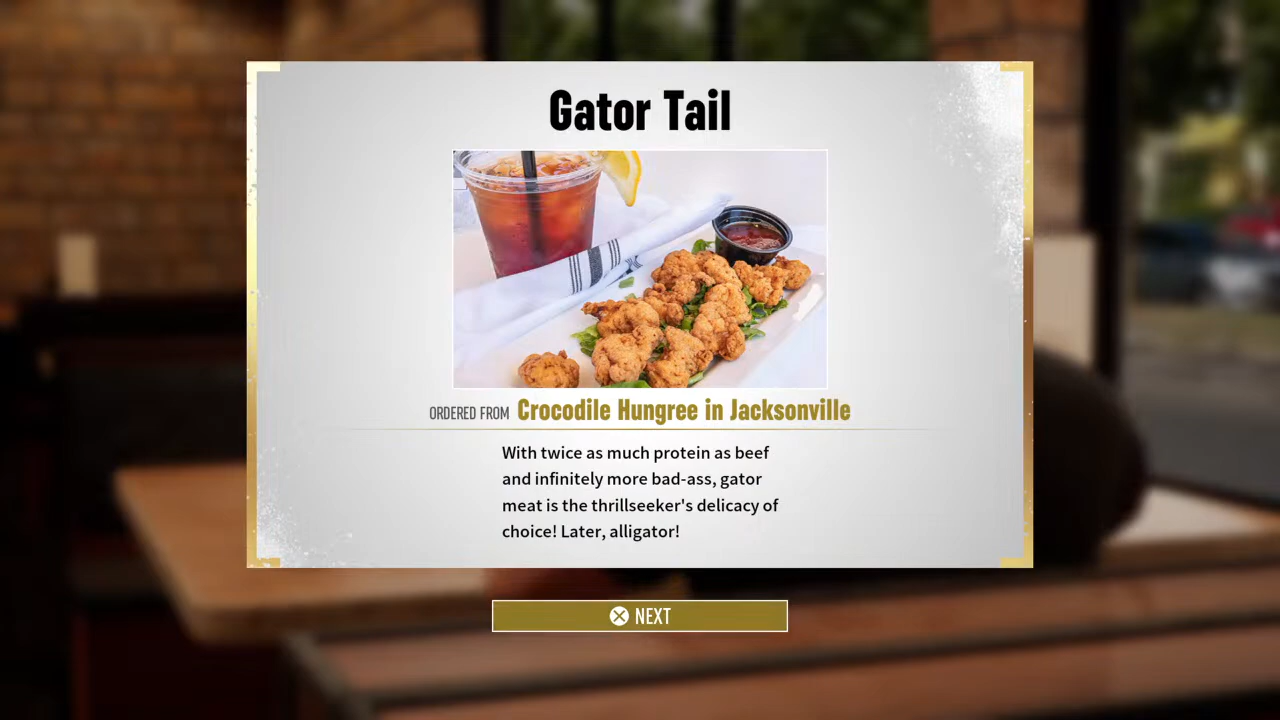 Gator Tail
ORDERED FROM Crocodile Hungree in Jacksonville
With twice as much protein as beef
and infinitely more bad-ass, gator
meat is the thrillseeker's delicacy of
choice! Later, alligator!
NEXT